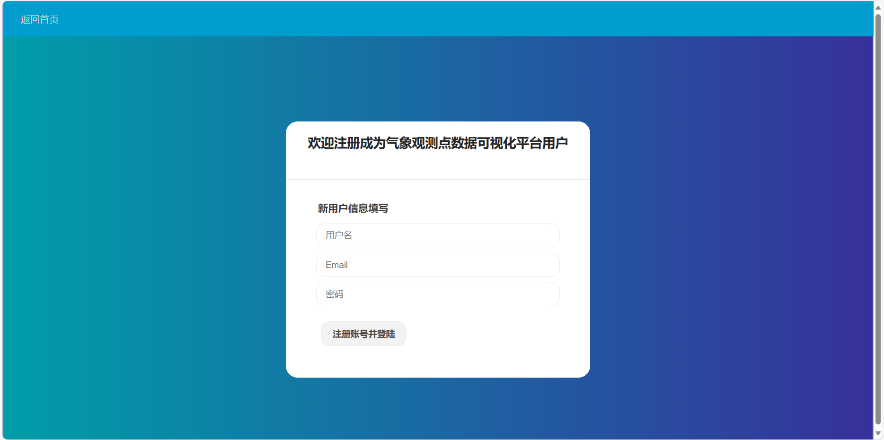 返回首页
欢迎注册成为气象观测点数据可视化平台用户
新用户信息填写
用户名
Email
密码
注册账号并登陆